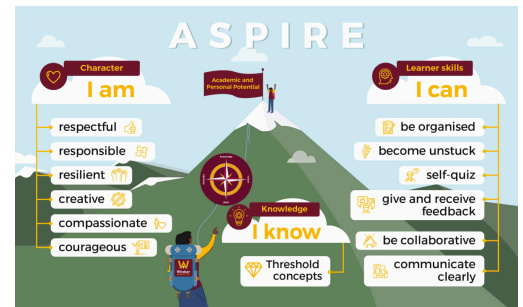 ASPIRE
Character
I am
respectful
responsible
resilient
creative
compassionate
courageous
Academic and
Personal Potential
Knowledge
I know
Threshold
concepts
Learner skills
I can
be organised
become unstuck
self-quiz
give and receive
feedback
be collaborative
communicate
clearly